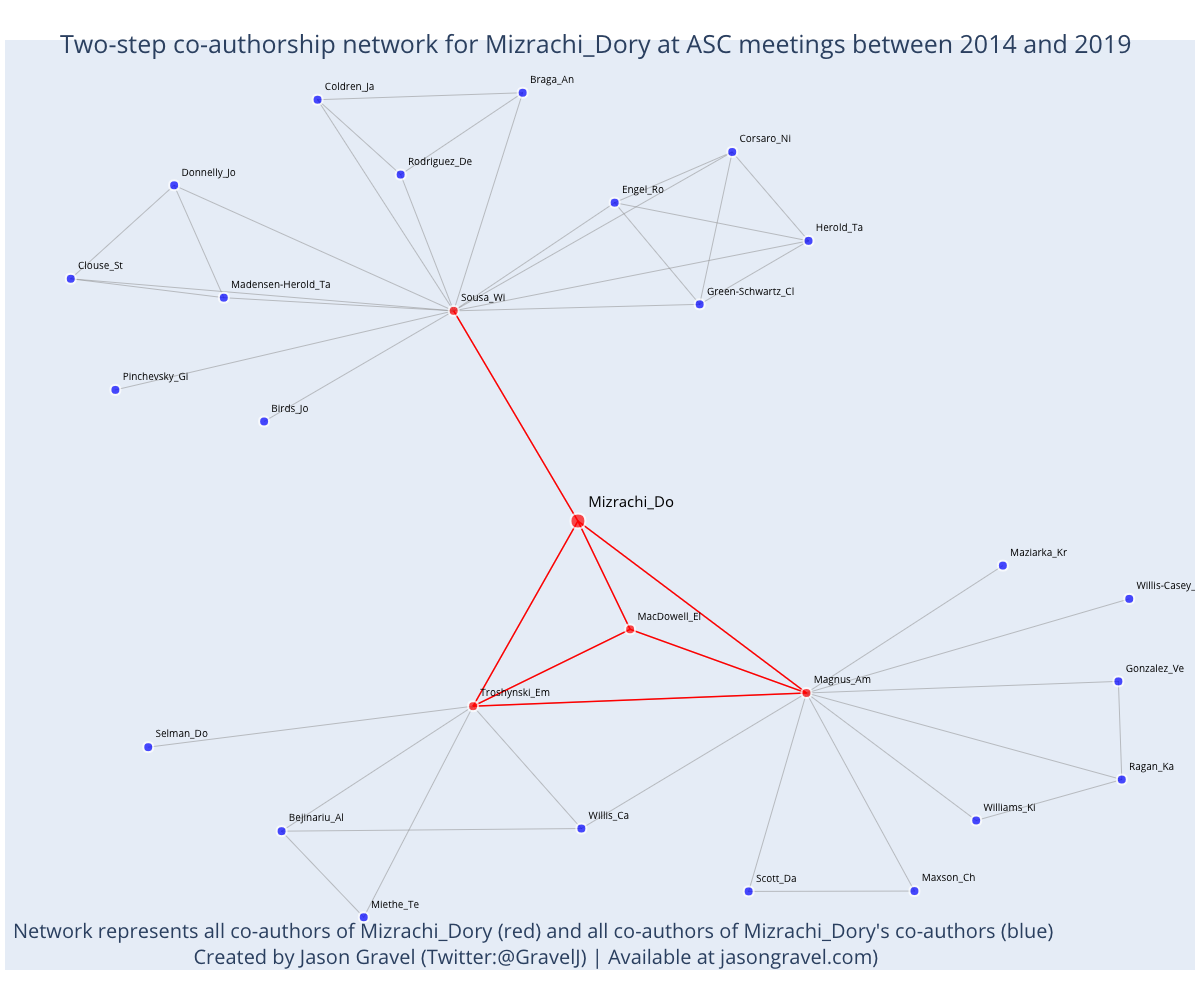 Two-step co-authorship network for Mizrachi_Dory at ASC meetings between 2014 and 2019
Braga_An
Coldren_Ja
Corsaro_Ni
Rodriguez_De
Donnelly_Jo
Engel_Ro
Herold_Ta
Clouse_St
Madensen-Herold_Ta
Green-Schwartz_Cl
Sousa_Wi
Pinchevsky_Gi
Birds_Jo
Mizrachi_Do
Maziarka_Kr
Willis-Casey_
MacDowell_El
Gonzalez_Ve
Magnus_Am
Troshynski_Em
Selman_Do
Ragan_Ka
Williams_Ki
Willis_Ca
Bejinariu_Al
Scott_Da
Maxson_Ch
Miethe_Te
Network represents all co-authors of Mizrachi_Dory (red) and all co-authors of Mizrachi_Dory's co-authors (blue)
Created by Jason Gravel (Twitter:@GravelJ) | Available at jasongravel.com)